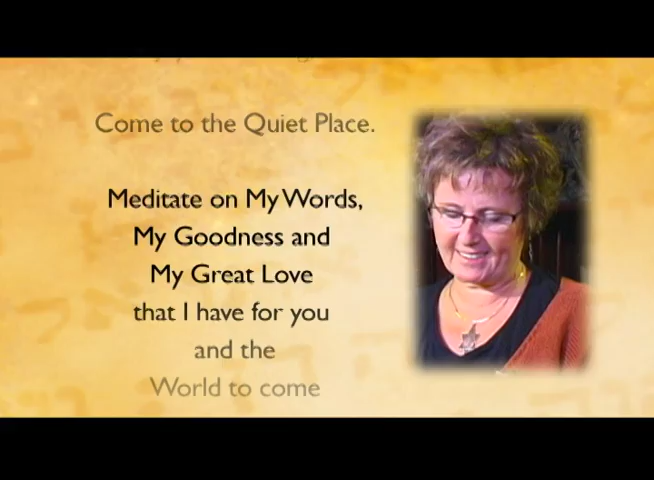 Come to the Quiet Place.
Meditate on My Words,
My Goodness and
My Great Love
that I have for you
and the
World to come